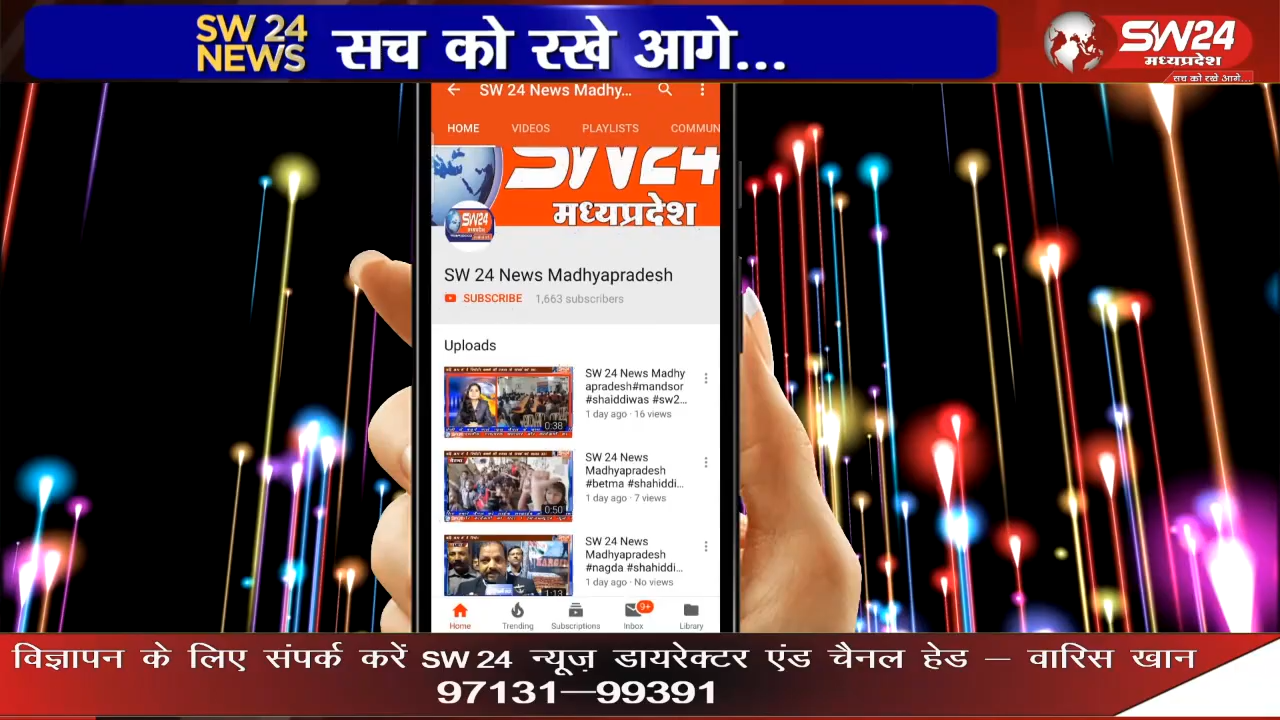 SW 24
NEWS
सच को रखे आगे...
SW24
मध्यप्रदेश
सच को रखे आगे...
SW 24 News Madhy...
HOME VIDEOS PLAYLISTS COMMUN
SW24
मध्यप्रदेश
SW24
SW 24 News Madhyapradesh
SUBSCRIBE 1,663 subscribers
Uploads
SW 24 News Madhy
apradesh#mandsor
#shaiddiwas #sw2...
1 day ago · 16 views
0:38
SW 24 News
Madhyapradesh
#betma #shahiddi...
1 day ago · 7 views
0:50
SW 24 News
Madhyapradesh
#nagda #shahiddi...
1 day ago · No views
1:13
9+
Home Trending Subscriptions Inbox Library
विज्ञापन के लिए संपर्क करें SW 24 न्यूज़ डायरेक्टर एंड चैनल हेड – वारिस खान
97131–99391